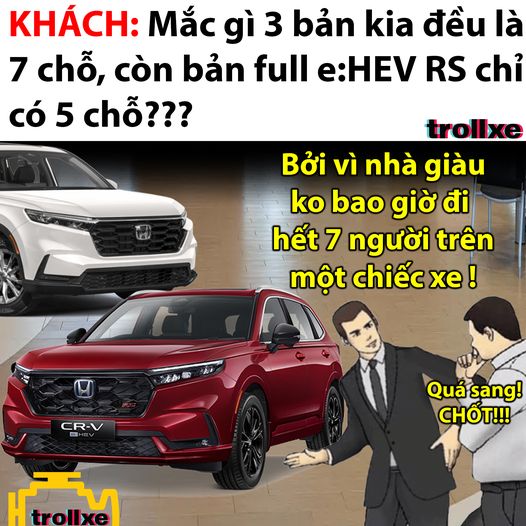 KHÁCH: Mắc gì 3 bản kia đều là
7 chỗ, còn bản full e:HEV RS chỉ
có 5 chỗ???
trollxe
Bởi vì nhà giàu
ko bao giờ đi
hết 7 người trên
một chiếc xe !
Quá sang!
CHỐT!!!
CR-V
e:HEV
trollxe